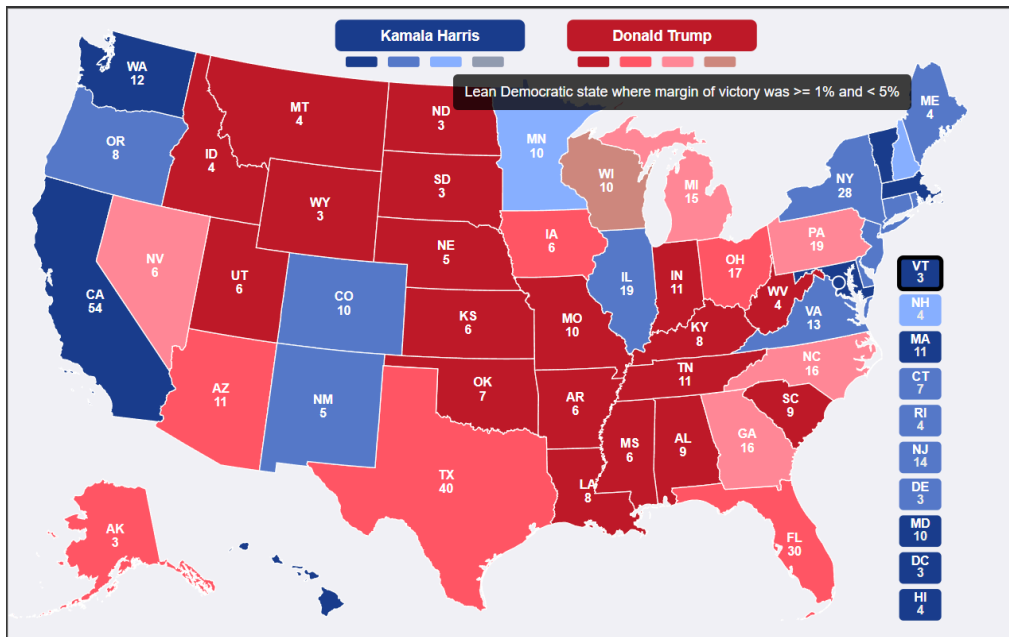 Kamala Harris
Donald Trump
Lean Democratic state where margin of victory was >= 1% and < 5%
WA
12
OR
8
CA
54
NV
6
ID
4
MT
4
WY
3
UT
6
AZ
11
CO
10
NM
5
ND
3
SD
3
NE
5
KS
6
OK
7
TX
40
MN
10
IA
6
MO
10
AR
6
LA
8
WI
10
IL
19
MI
15
IN
11
OH
17
KY
8
TN
11
MS
6
AL
9
GA
16
FL
30
SC
9
NC
16
VA
13
WV
4
PA
19
NY
28
ME
4
VT
3
NH
4
MA
11
CT
7
RI
4
NJ
14
DE
3
MD
10
DC
3
HI
4
AK
3